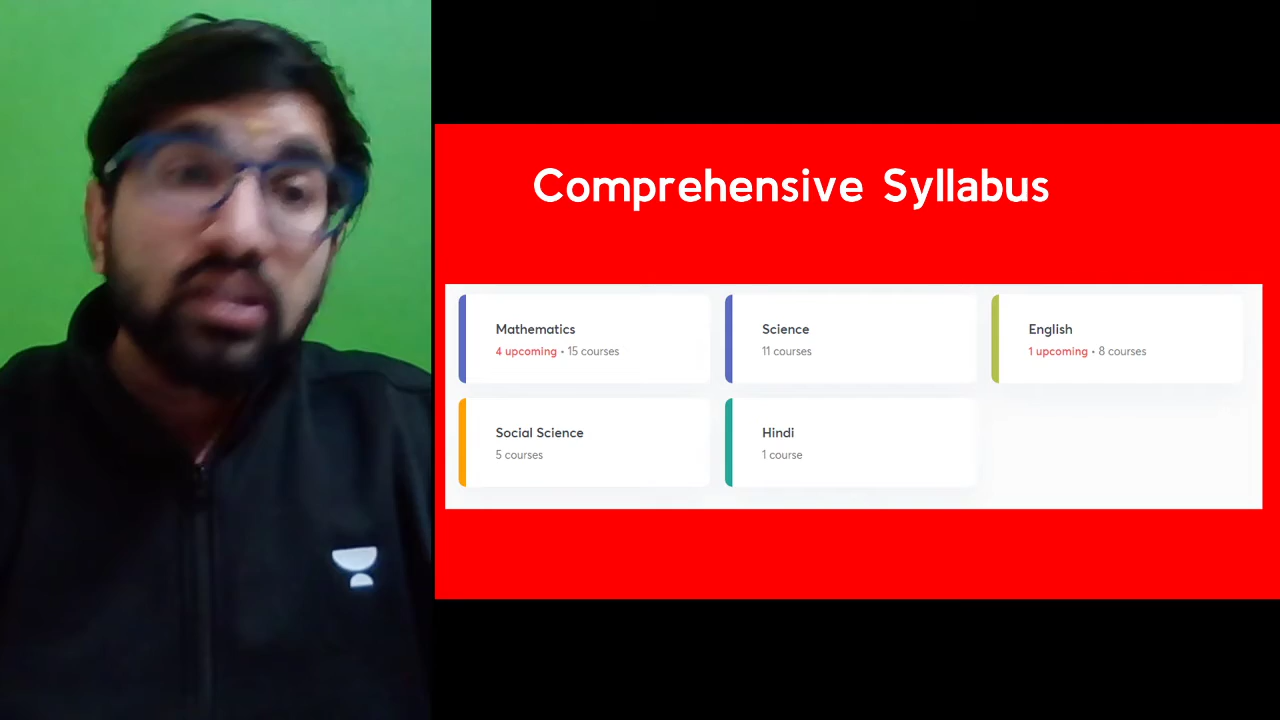 Comprehensive Syllabus
Mathematics
4 upcoming • 15 courses
Science
11 courses
English
1 upcoming • 8 courses
Social Science
5 courses
Hindi
1 course